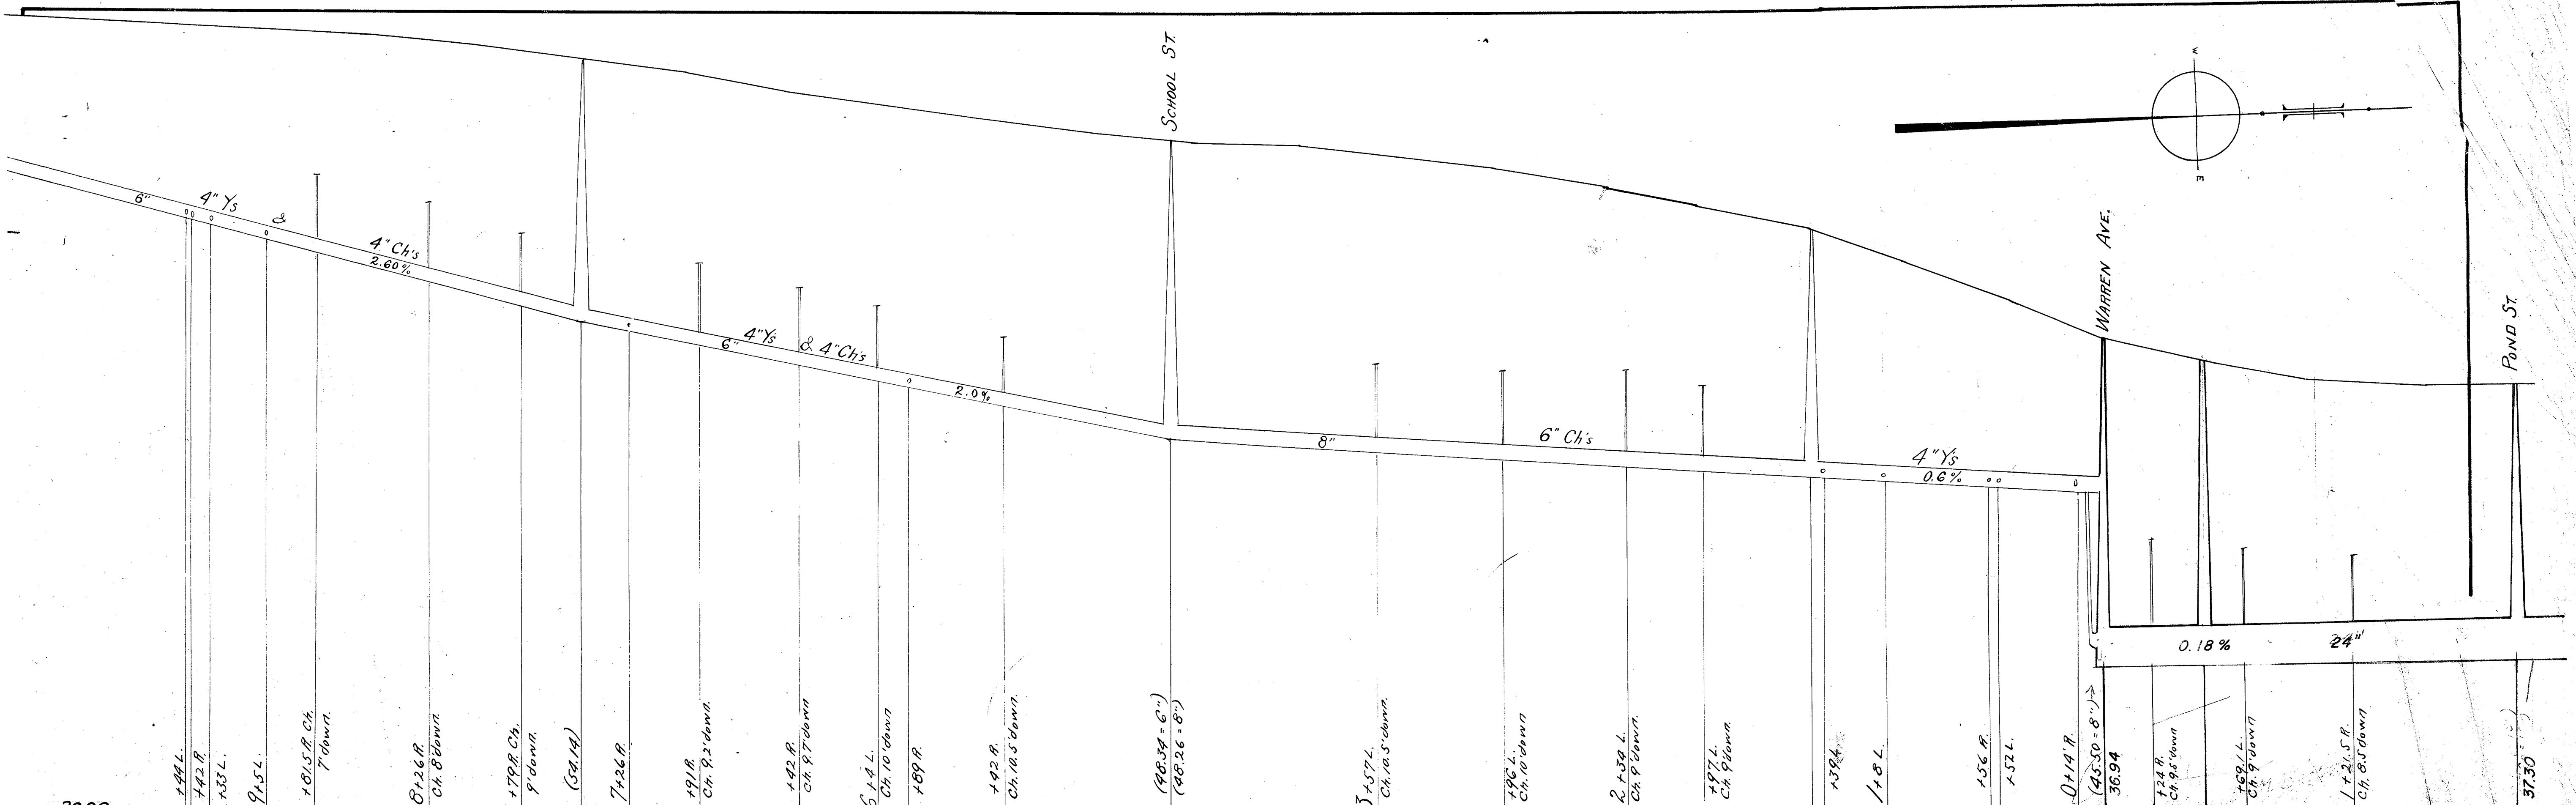 SCHOOL ST.
W
E
WARREN AVE.
POND ST.
6"
4" Ys
&
4" Ch's
2.60%
6"
4" Ys
& 4" Ch's
2.0%
8"
6" Ch's
4" Ys
0.6%
0.18%
24"
+44 L.
+42 R.
+33 L.
9+5 L.
+81.5 R. Ch.
7' down.
8+26 R.
Ch. 8' down.
+79 R. Ch.
9' down.
(54.14)
7+26 R.
+91 R.
Ch. 9.2' down.
+42 R.
Ch. 9.7' down
6+4 L.
Ch. 10' down
+89 R.
+42 R.
Ch. 10.5' down.
(48.34 = 6")
(48.26 = 8")
3+57 L.
Ch. 10.5' down.
+96 L.
Ch. 10' down
2+34 L.
Ch. 9' down.
+97 L.
Ch. 9' down.
+39 L.
1+8 L.
+56 R.
+52 L.
0+14 R.
(45.50 = 8")
36.94
+24 R.
Ch. 9.5' down
+69 L.
Ch. 9' down
1+21.5 R.
Ch. 8.5 down
37.30